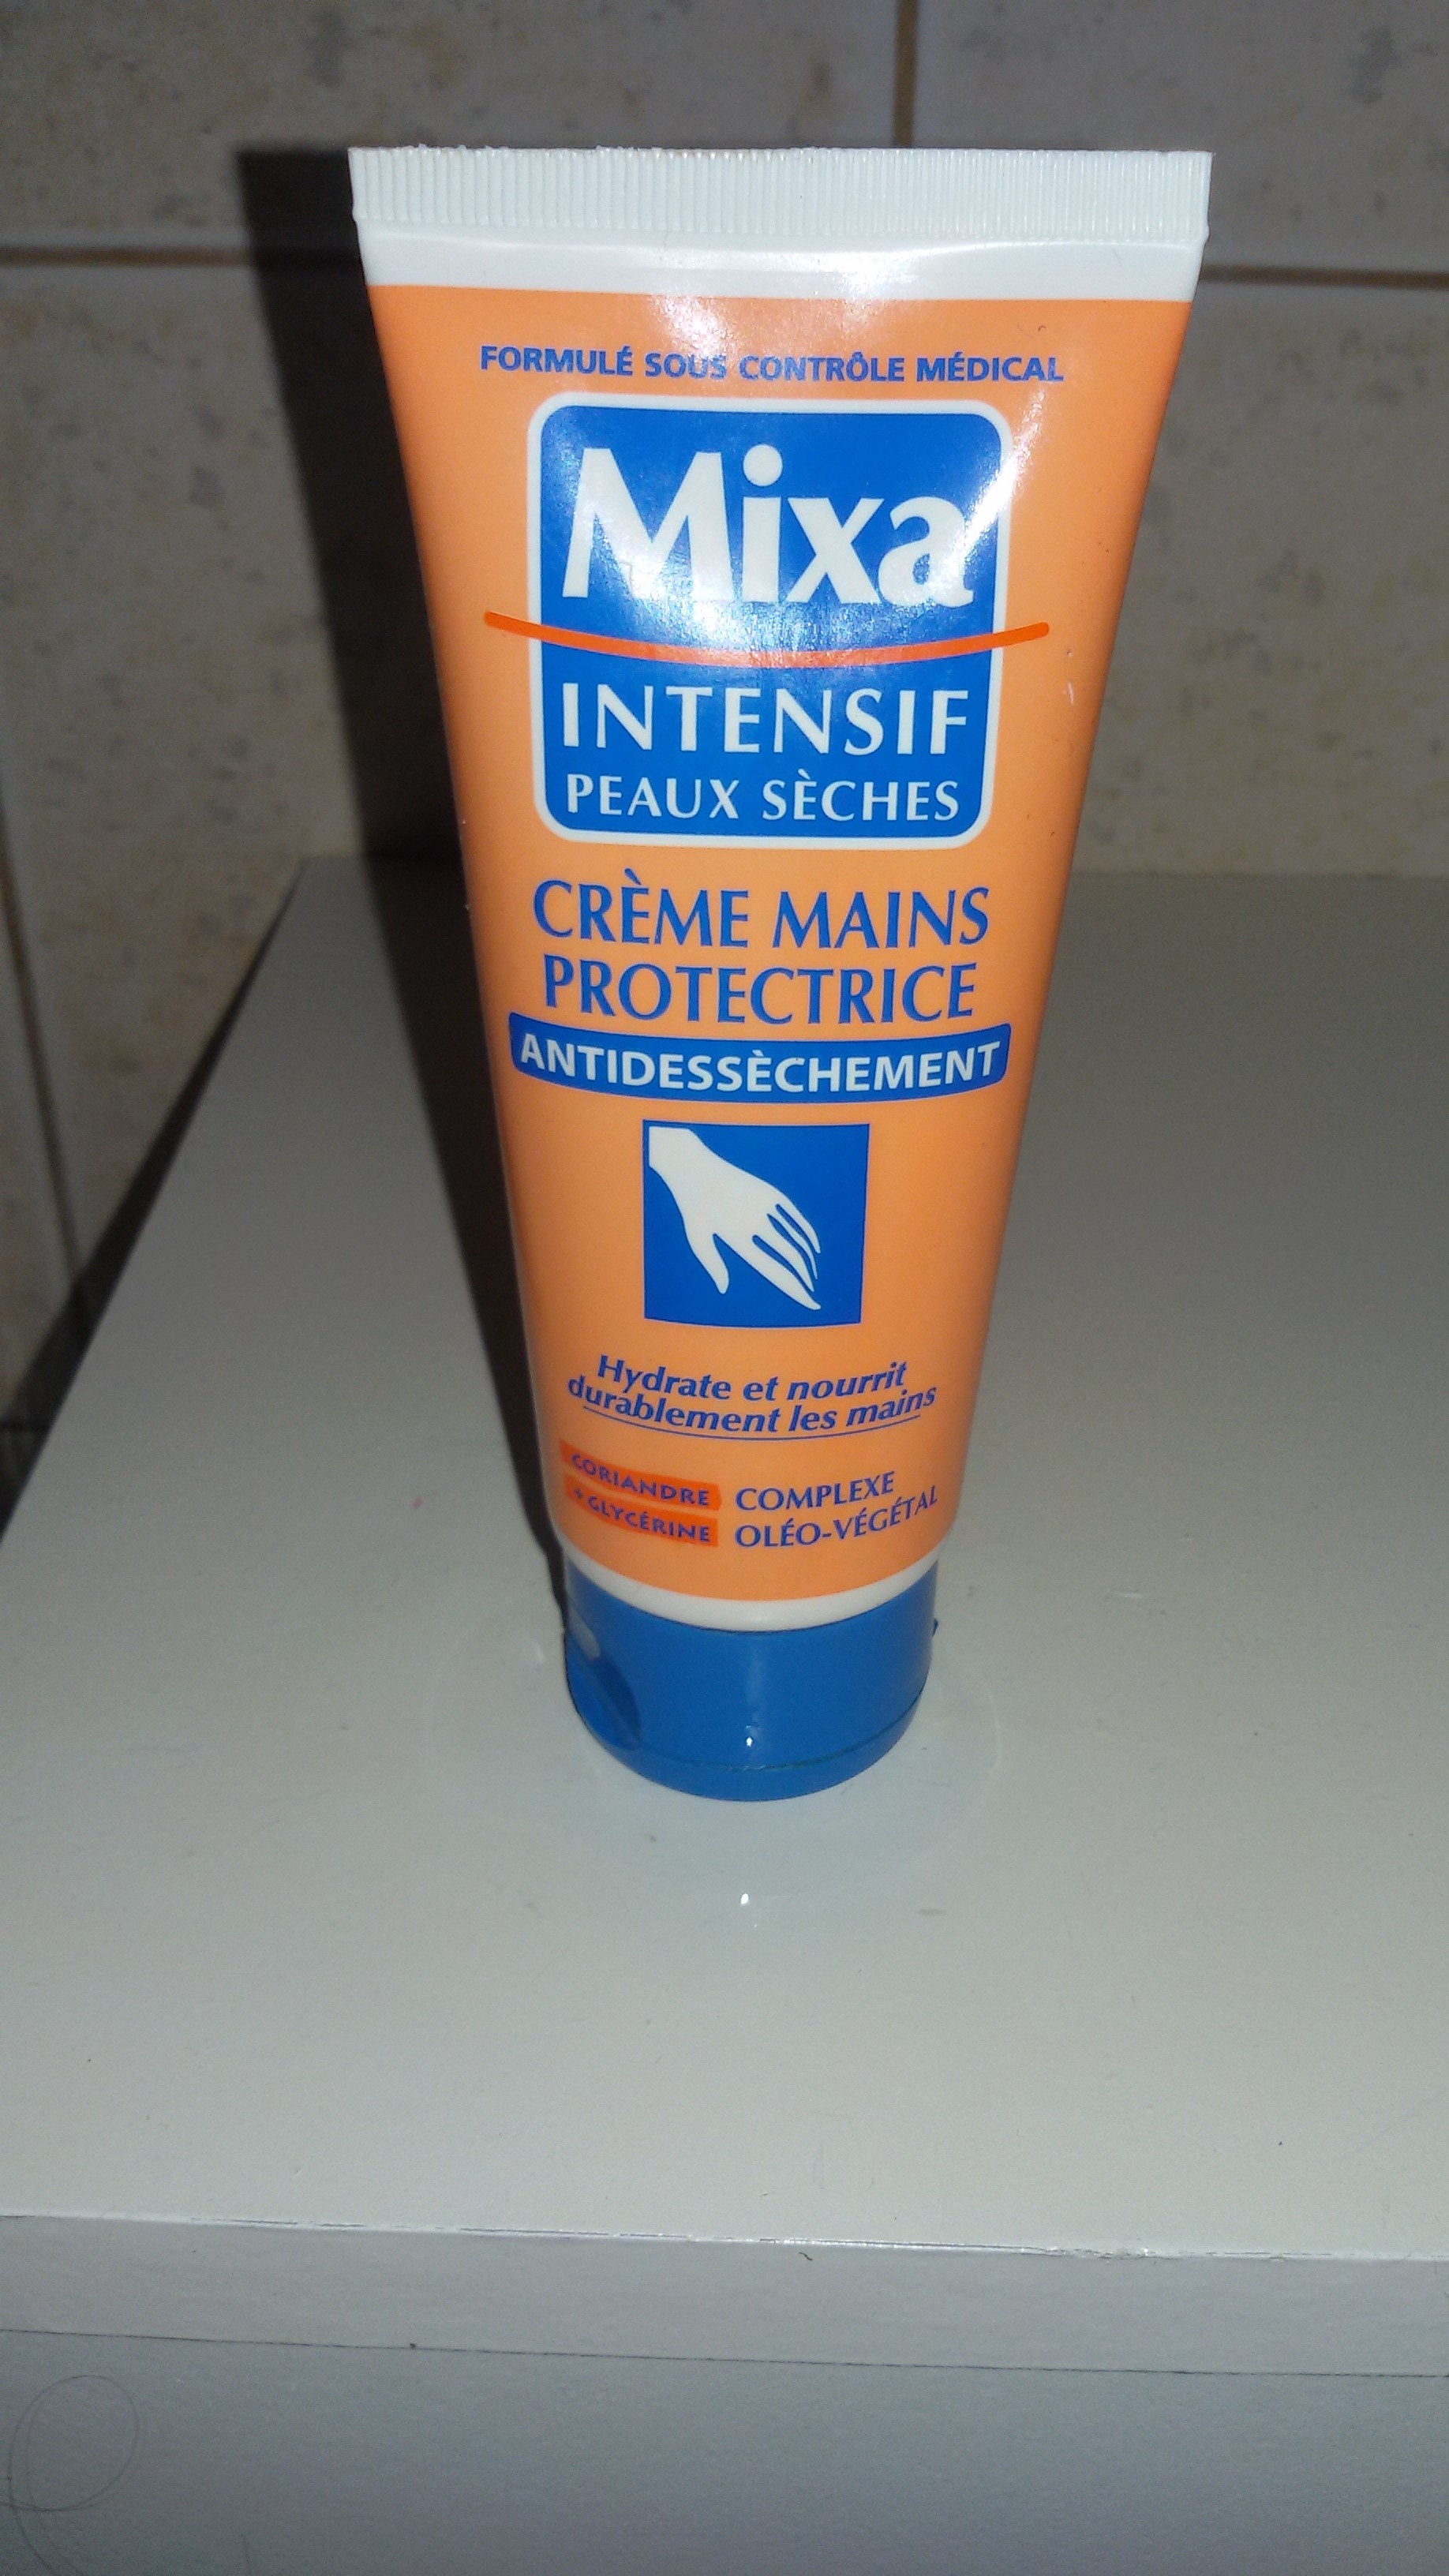 FORMULÉ SOUS CONTRÔLE MÉDICAL
Mixa
INTENSIF
PEAUX SÈCHES
CRÈME MAINS
PROTECTRICE
ANTIDESSÈCHEMENT
Hydrate et nourrit
durablement les mains
CORIANDRE
+ GLYCÉRINE
COMPLEXE
OLÉO-VÉGÉTAL